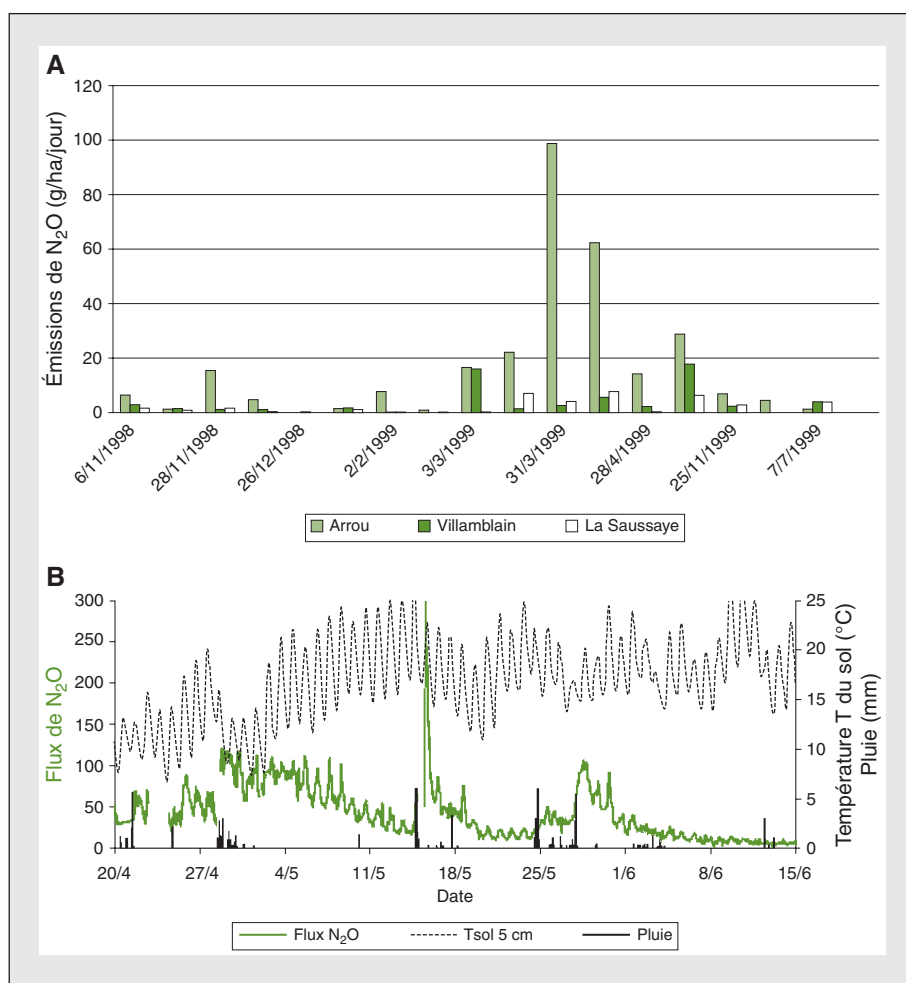 A
Émissions de N₂O (g/ha/jour)
120
100
80
60
40
20
0
6/11/1998
28/11/1998
26/12/1998
2/2/1999
3/3/1999
31/3/1999
28/4/1999
25/11/1999
7/7/1999
Arrou Villamblain La Saussaye
B
Flux de N₂O
300
250
200
150
100
50
0
25
20
15
10
5
0
Température T du sol (°C)
Pluie (mm)
20/4 27/4 4/5 11/5 18/5 25/5 1/6 8/6 15/6
Date
Flux N₂O Tsol 5 cm Pluie